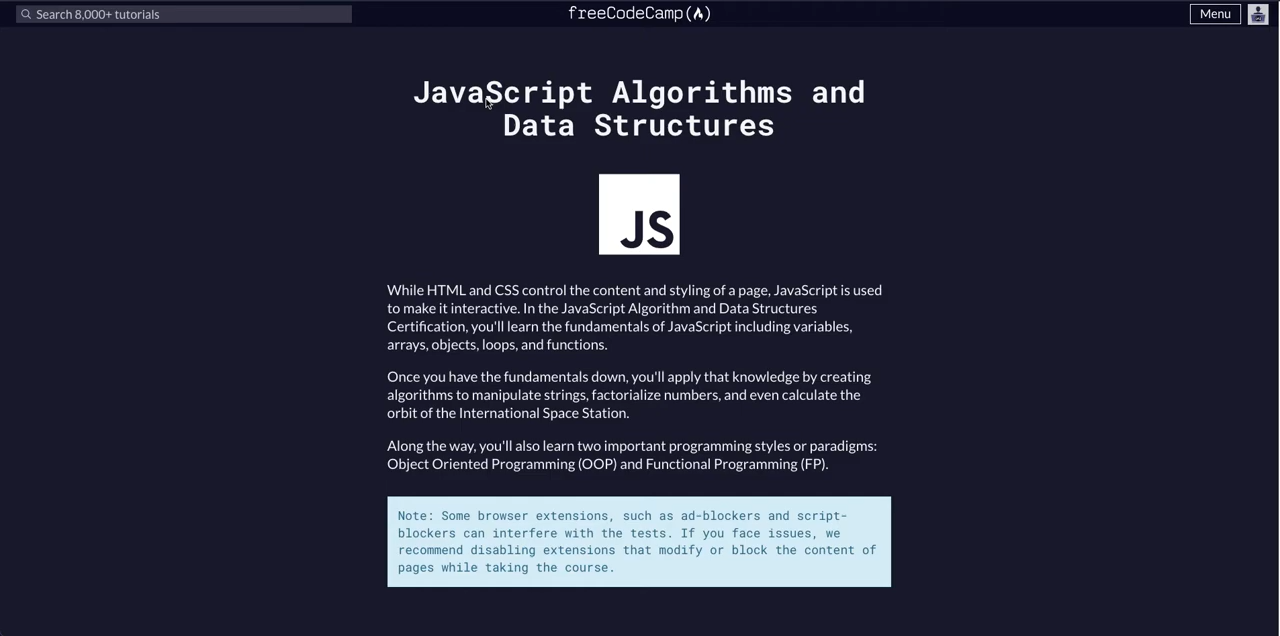 Search 8,000+ tutorials
freeCodeCamp
Menu
JavaScript Algorithms and
Data Structures
JS
While HTML and CSS control the content and styling of a page, JavaScript is used
to make it interactive. In the JavaScript Algorithm and Data Structures
Certification, you'll learn the fundamentals of JavaScript including variables,
arrays, objects, loops, and functions.
Once you have the fundamentals down, you'll apply that knowledge by creating
algorithms to manipulate strings, factorialize numbers, and even calculate the
orbit of the International Space Station.
Along the way, you'll also learn two important programming styles or paradigms:
Object Oriented Programming (OOP) and Functional Programming (FP).
Note: Some browser extensions, such as ad-blockers and script-
blockers can interfere with the tests. If you face issues, we
recommend disabling extensions that modify or block the content of
pages while taking the course.